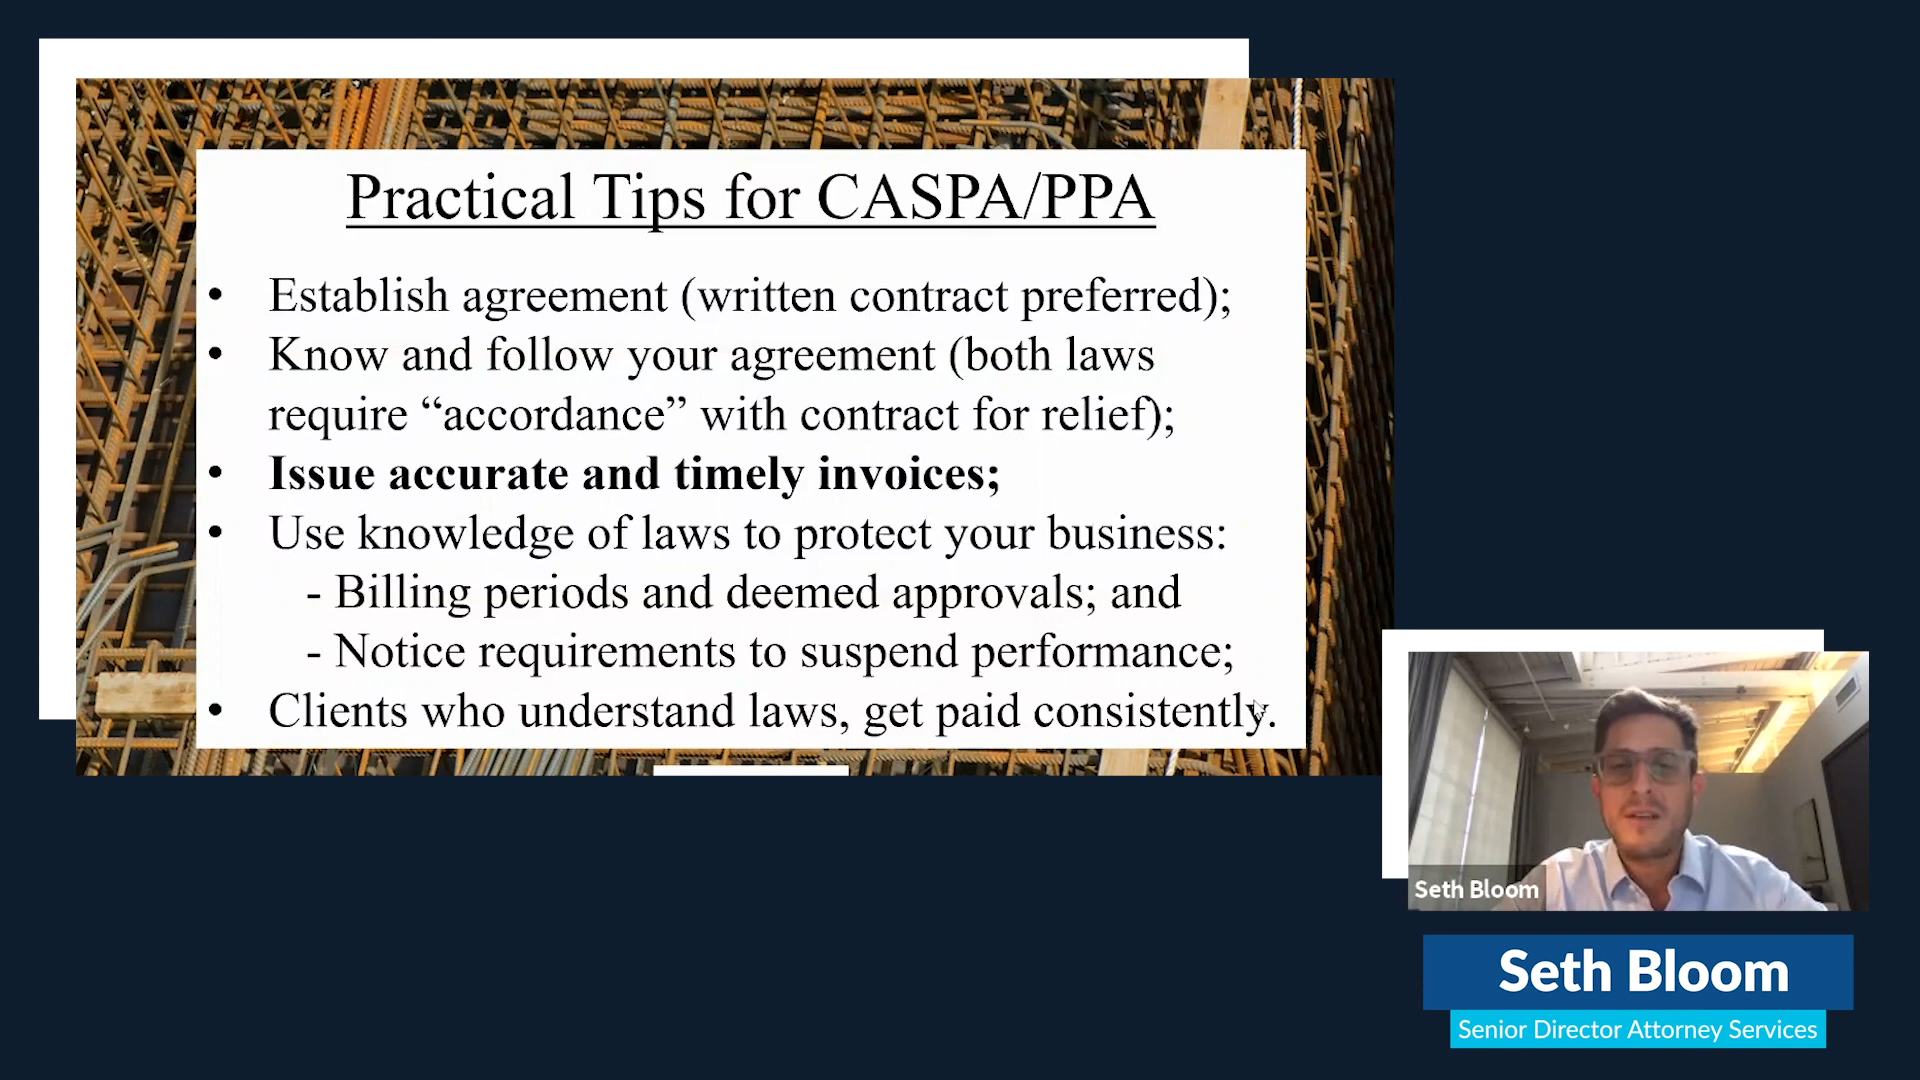 Practical Tips for CASPA/PPA
• Establish agreement (written contract preferred);
• Know and follow your agreement (both laws
require “accordance” with contract for relief);
• Issue accurate and timely invoices;
• Use knowledge of laws to protect your business:
- Billing periods and deemed approvals; and
- Notice requirements to suspend performance;
• Clients who understand laws, get paid consistently.
Seth Bloom
Seth Bloom
Senior Director Attorney Services